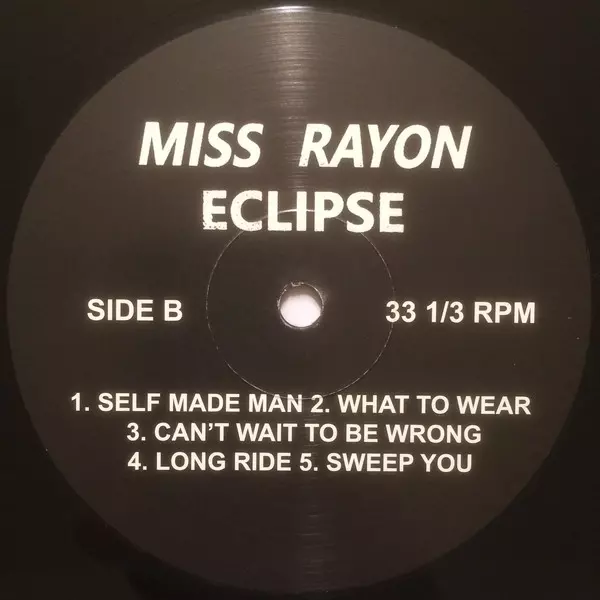 MISS RAYON
ECLIPSE
SIDE B
33 1/3 RPM
1. SELF MADE MAN 2. WHAT TO WEAR
3. CAN'T WAIT TO BE WRONG
4. LONG RIDE 5. SWEEP YOU